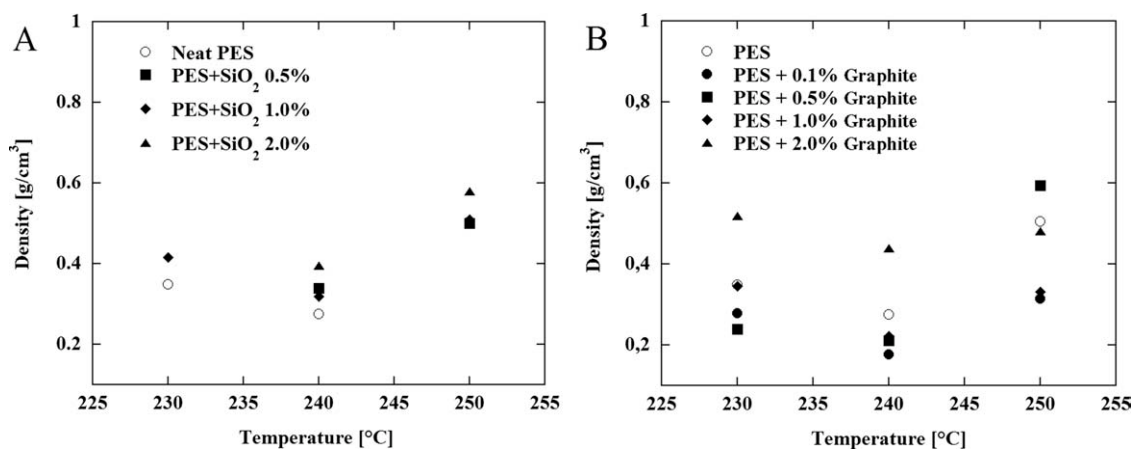 A
Neat PES
PES+SiO2 0.5%
PES+SiO2 1.0%
PES+SiO2 2.0%
Density [g/cm3]
1
0.8
0.6
0.4
0.2
225 230 235 240 245 250 255
Temperature [°C]
B
PES
PES + 0.1% Graphite
PES + 0.5% Graphite
PES + 1.0% Graphite
PES + 2.0% Graphite
Density [g/cm3]
1
0,8
0,6
0,4
0,2
225 230 235 240 245 250 255
Temperature [°C]